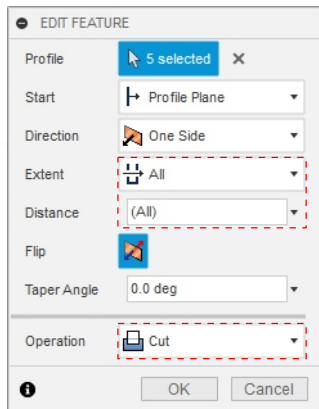 EDIT FEATURE
Profile 5 selected
Start Profile Plane
Direction One Side
Extent All
Distance (All)
Flip
Taper Angle 0.0 deg
Operation Cut
OK Cancel